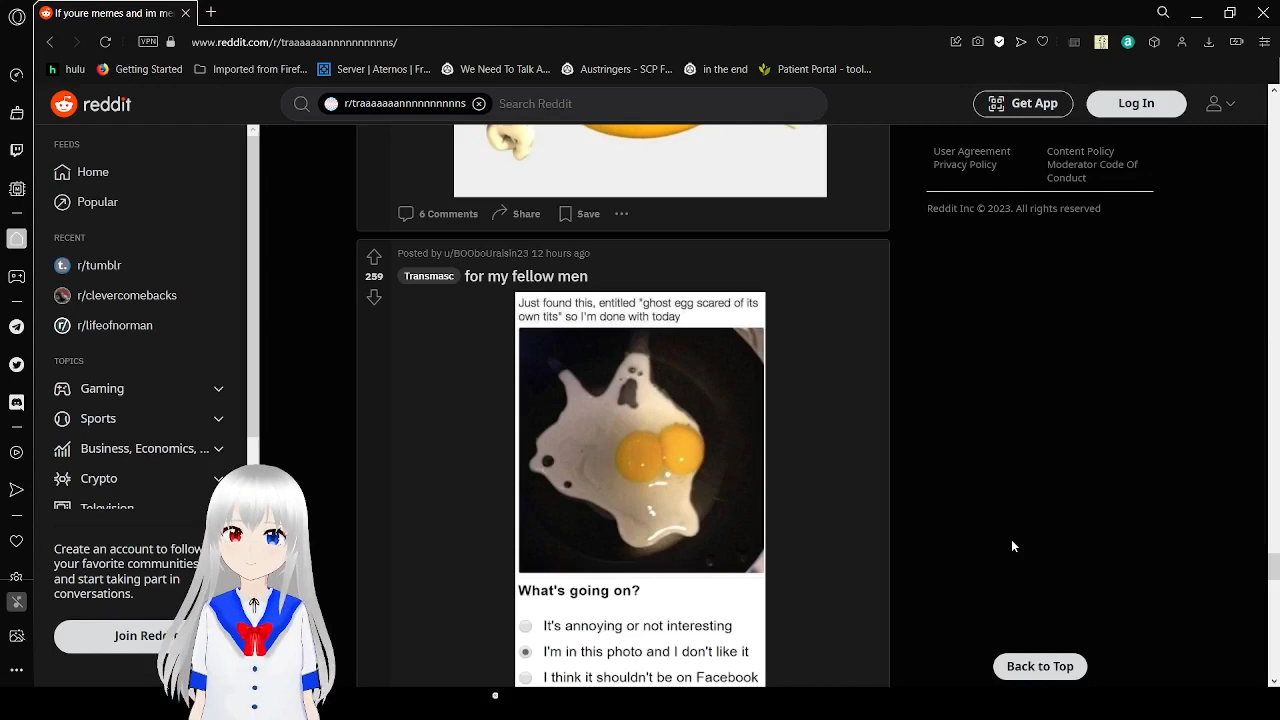 If youre memes and im me
www.reddit.com/r/traaaaaaannnnnnnnnns/
VPN
hulu
Getting Started
Imported from Firef...
Server | Aternos | Fr...
We Need To Talk A...
Austringers - SCP F...
in the end
Patient Portal - tool...
reddit
r/traaaaaaannnnnnnnnns
Search Reddit
Get App
Log In
FEEDS
Home
Popular
RECENT
r/tumblr
r/clevercomebacks
r/lifeofnorman
TOPICS
Gaming
Sports
Business, Economics, ...
Crypto
Television
Create an account to follow
your favorite communities
and start taking part in
conversations.
Join Redd
6 Comments
Share
Save
Posted by u/BOOboUraisin23 12 hours ago
259
Transmasc for my fellow men
Just found this, entitled "ghost egg scared of its
own tits" so I'm done with today
What's going on?
It's annoying or not interesting
I'm in this photo and I don't like it
I think it shouldn't be on Facebook
User Agreement
Privacy Policy
Content Policy
Moderator Code Of
Conduct
Reddit Inc © 2023. All rights reserved
Back to Top